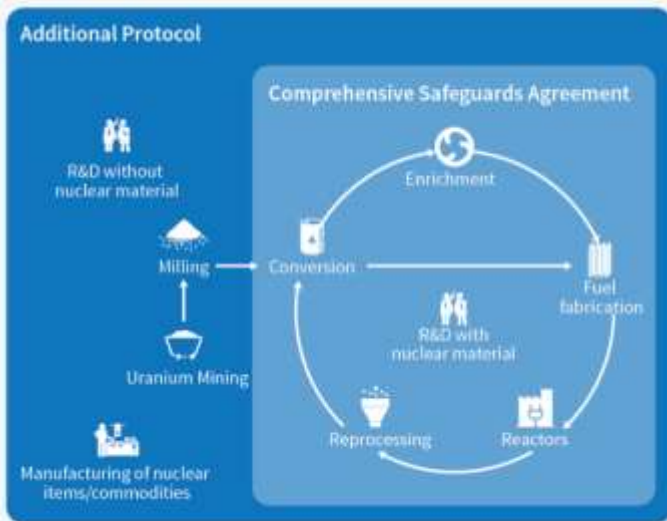 Additional Protocol
Comprehensive Safeguards Agreement
R&D without
nuclear material
Enrichment
Milling
Conversion
Fuel
fabrication
R&D with
nuclear material
Uranium Mining
Reprocessing
Reactors
Manufacturing of nuclear
items/commodities